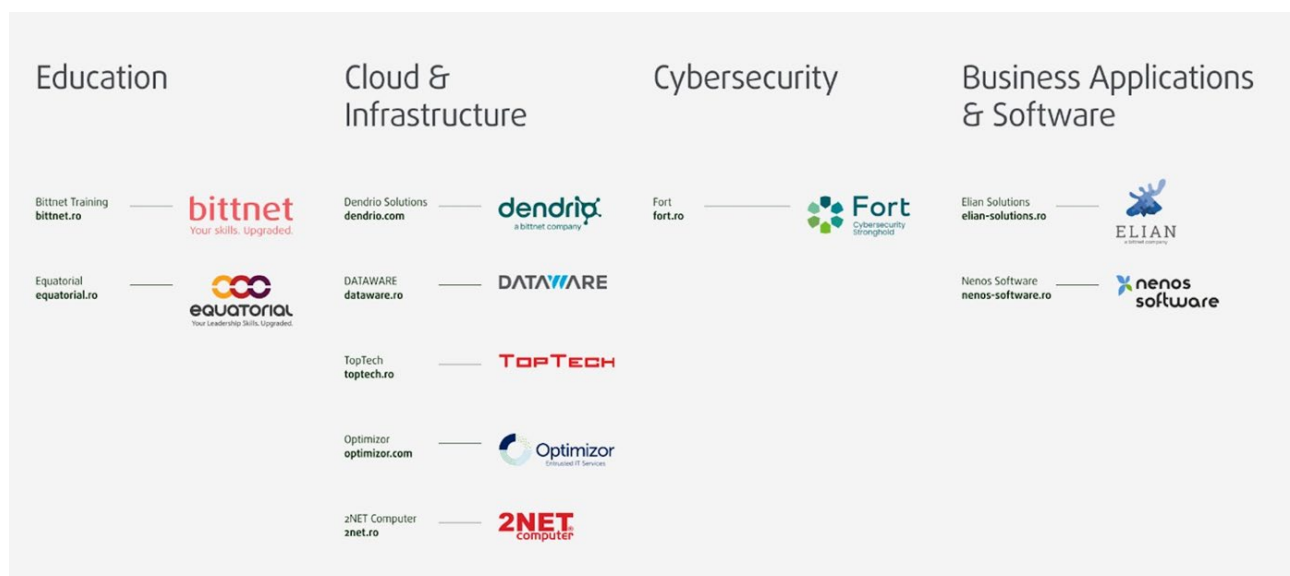 Education
Bittnet Training
bittnet.ro
bittnet
Your skills. Upgraded.
Equatorial
equatorial.ro
equatorial
Your Leadership Skills. Upgraded.
Cloud &
Infrastructure
Dendrio Solutions
dendrio.com
dendrio
a bittnet company
DATAWARE
dataware.ro
DATAWARE
TopTech
toptech.ro
TOPTECH
Optimizor
optimizor.com
Optimizor
Entrusted IT Services
2NET Computer
2net.ro
2NET
computer
Cybersecurity
Fort
fort.ro
Fort
Cybersecurity
Stronghold
Business Applications
& Software
Elian Solutions
elian-solutions.ro
ELIAN
a bittnet company
Nenos Software
nenos-software.ro
nenos
software